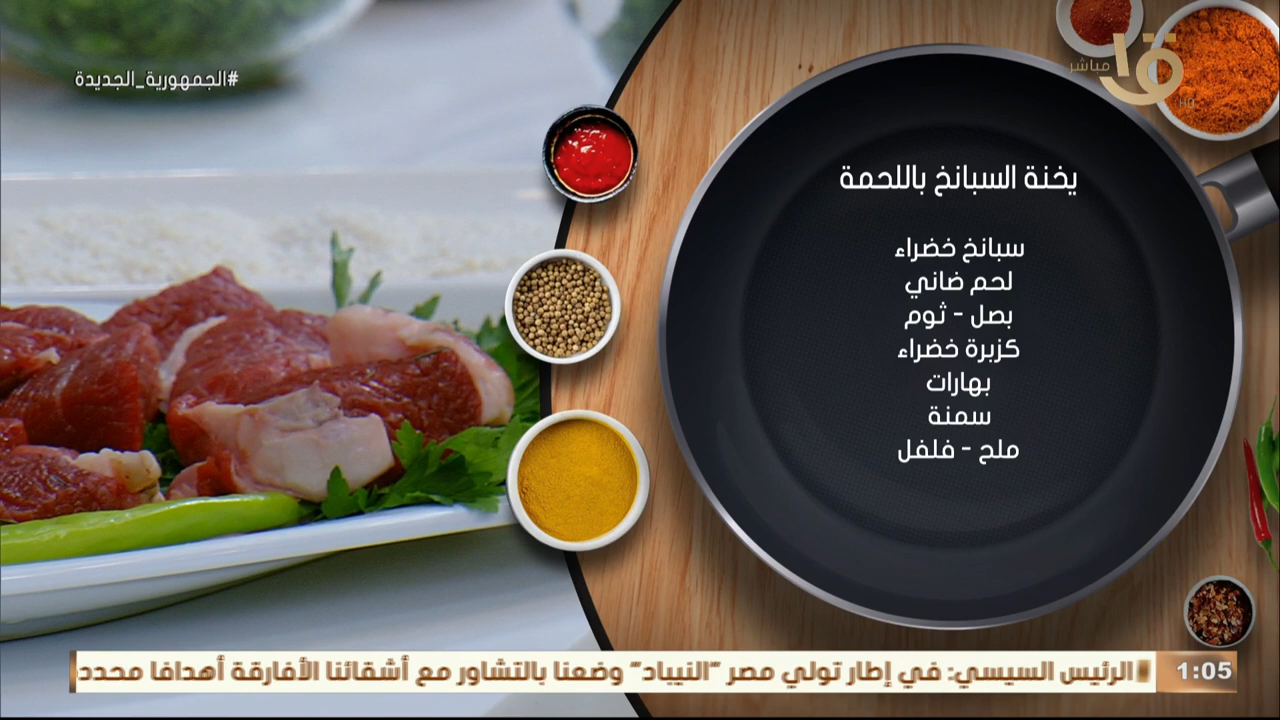 #الجمهورية_الجديدة
مباشر
HD
يخنة السبانخ باللحمة
سبانخ خضراء
لحم ضاني
بصل - ثوم
كزبرة خضراء
بهارات
سمنة
ملح - فلفل
1:05
الرئيس السيسي: في إطار تولي مصر "النيباد" وضعنا بالتشاور مع أشقائنا الأفارقة أهدافا محدد